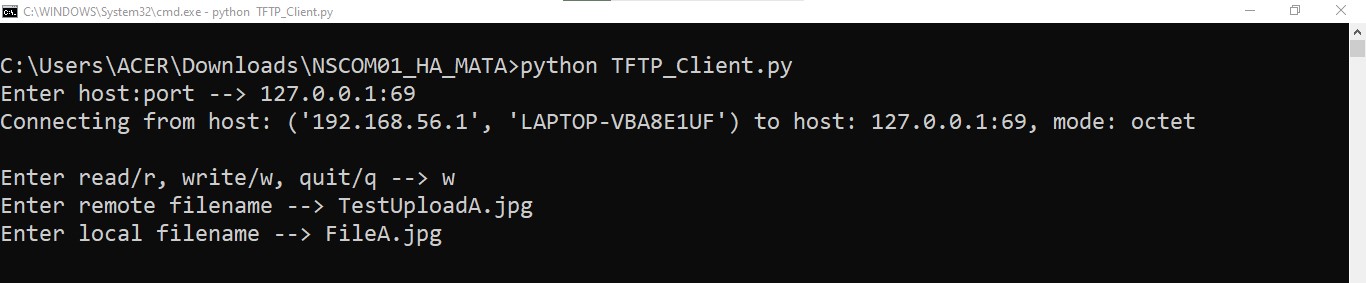 C:\WINDOWS\System32\cmd.exe - python  TFTP_Client.py
C:\Users\ACER\Downloads\NSCOM01_HA_MATA>python TFTP_Client.py
Enter host:port --> 127.0.0.1:69
Connecting from host: ('192.168.56.1', 'LAPTOP-VBA8E1UF') to host: 127.0.0.1:69, mode: octet
Enter read/r, write/w, quit/q --> w
Enter remote filename --> TestUploadA.jpg
Enter local filename --> FileA.jpg